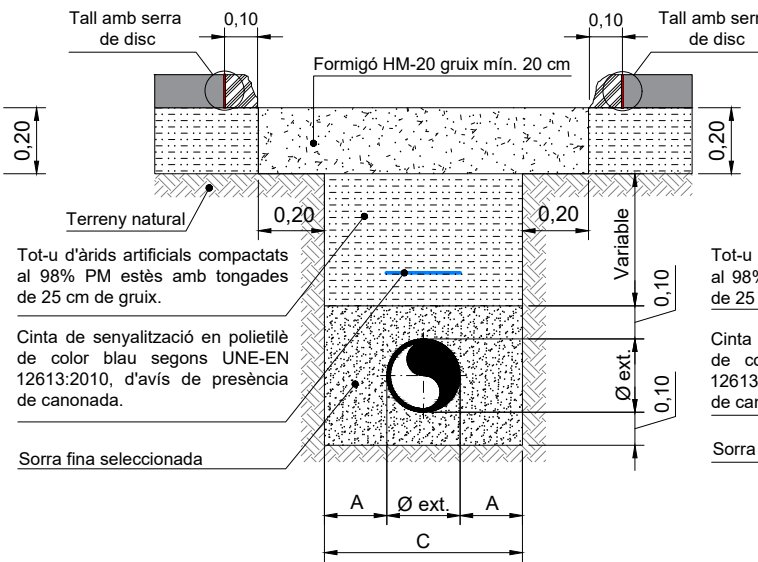 Tall amb serra
de disc
0,10
Formigó HM-20 gruix mín. 20 cm
0,10
Tall amb serr
de disc
0,20
0,20
Terreny natural
0,20
0,20
Variable
0,10
Tot-u d'àrids artificials compactats
al 98% PM estès amb tongades
de 25 cm de gruix.
Cinta de senyalització en polietilè
de color blau segons UNE-EN
12613:2010, d'avís de presència
de canonada.
Ø ext.
0,10
Sorra fina seleccionada
A
Ø ext.
A
C
Tot-u
al 98%
de 25
Cinta
de co
12613
de can
Sorra